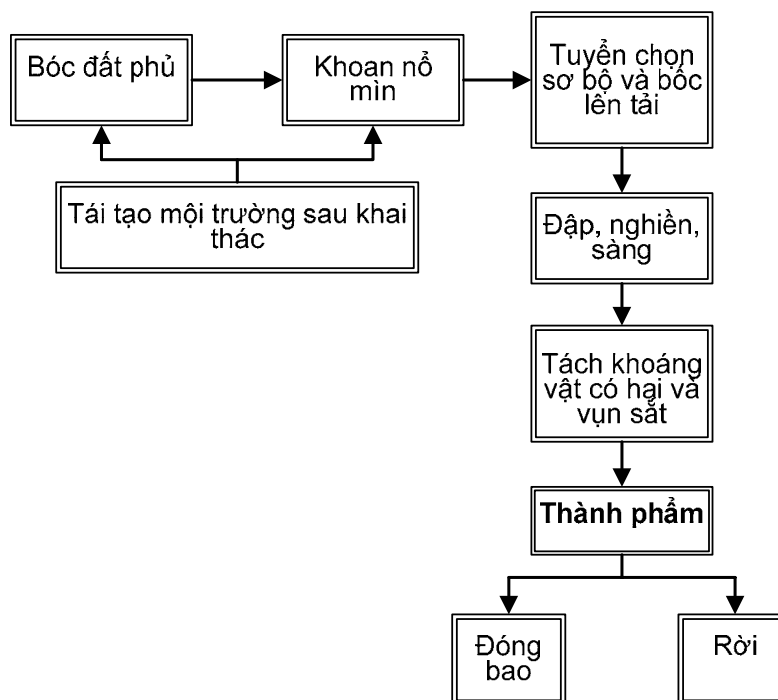 Bóc đất phủ
Khoan nổ
mìn
Tuyển chọn
sơ bộ và bốc
lên tải
Tái tạo mội trường sau khai
thác
Đập, nghiền,
sàng
Tách khoáng
vật có hại và
vụn sắt
Thành phẩm
Đóng
bao
Rời